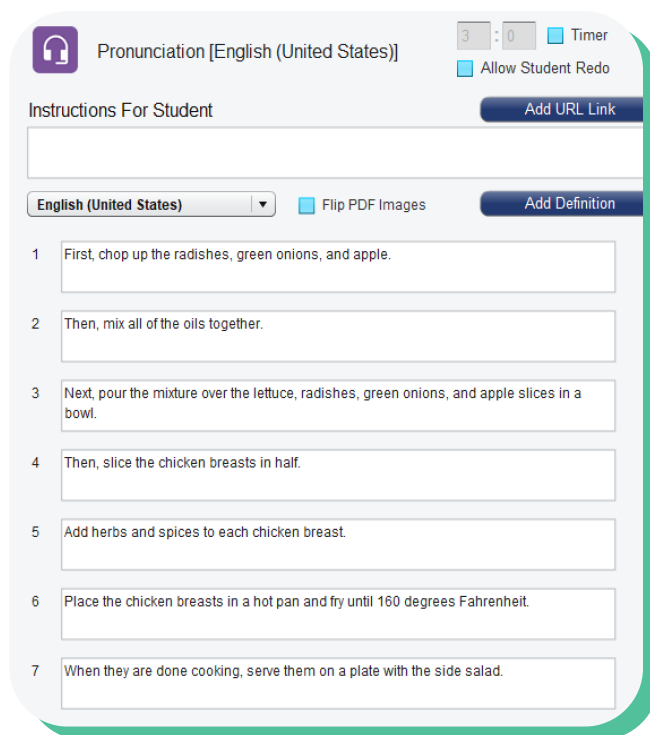 Pronunciation [English (United States)]
3 : 0 Timer
Allow Student Redo
Instructions For Student
Add URL Link
English (United States)
Flip PDF Images
Add Definition
1 First, chop up the radishes, green onions, and apple.
2 Then, mix all of the oils together.
3 Next, pour the mixture over the lettuce, radishes, green onions, and apple slices in a
bowl.
4 Then, slice the chicken breasts in half.
5 Add herbs and spices to each chicken breast.
6 Place the chicken breasts in a hot pan and fry until 160 degrees Fahrenheit.
7 When they are done cooking, serve them on a plate with the side salad.